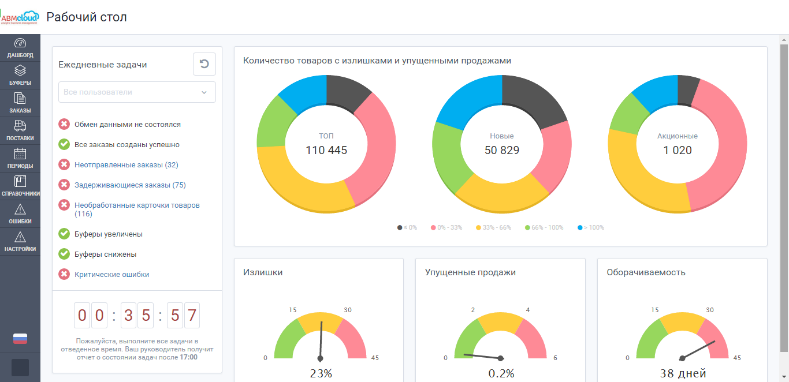 ABMcloud
Рабочий стол
ДАШБОРД
БУФЕРЫ
ЗАКАЗЫ
ПОСТАВКИ
ПЕРИОДЫ
СПРАВОЧНИКИ
ОШИБКИ
НАСТРОЙКИ
Ежедневные задачи
Все пользователи
Обмен данными не состоялся
Все заказы созданы успешно
Неотправленные заказы (32)
Задерживающиеся заказы (75)
Необработанные карточки товаров
(116)
Буферы увеличены
Буферы снижены
Критические ошибки
00:35:57
Пожалуйста, выполните все задачи в
отведенное время. Ваш руководитель получит
отчет о состоянии задач после 17:00
Количество товаров с излишками и упущенными продажами
ТОП
110 445
Новые
50 829
Акционные
1 020
< 0% 0% - 33% 33% - 66% 66% - 100% > 100%
Излишки
0 15 30 45
23%
Упущенные продажи
0 2 4 6
0.2%
Оборачиваемость
0 15 30 45
38 дней